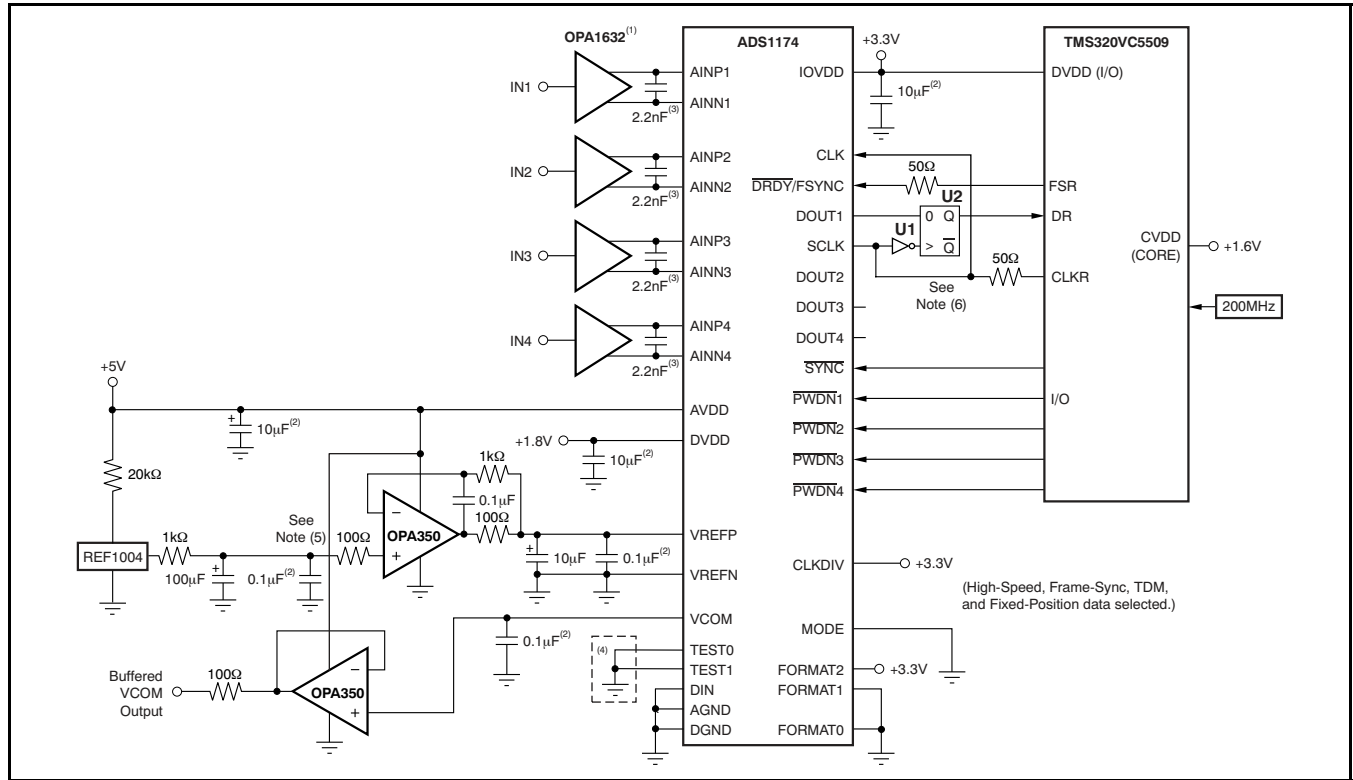 OPA1632(1)
ADS1174
TMS320VC5509
+3.3V
IN1
AINP1
AINN1
2.2nF(3)
IOVDD
10µF(2)
DVDD (I/O)
IN2
AINP2
AINN2
2.2nF(3)
CLK
DRDY/FSYNC
50Ω
FSR
DOUT1
U2
0 Q
> Q
U1
DR
SCLK
CVDD
(CORE)
+1.6V
IN3
AINP3
AINN3
2.2nF(3)
DOUT2
See
Note (6)
50Ω
CLKR
DOUT3
200MHz
IN4
AINP4
AINN4
2.2nF(3)
DOUT4
SYNC
PWDN1
I/O
PWDN2
PWDN3
PWDN4
+5V
10µF(2)
AVDD
+1.8V
DVDD
10µF(2)
20kΩ
1kΩ
0.1µF
100Ω
OPA350
−
+
See
Note (5)
100Ω
REF1004
1kΩ
+
100µF
0.1µF(2)
+
10µF
0.1µF(2)
VREFP
VREFN
CLKDIV
+3.3V
(High-Speed, Frame-Sync, TDM,
and Fixed-Position data selected.)
VCOM
0.1µF(2)
MODE
(4)
TEST0
TEST1
FORMAT2
+3.3V
DIN
FORMAT1
AGND
DGND
FORMAT0
Buffered
VCOM
Output
100Ω
OPA350
−
+